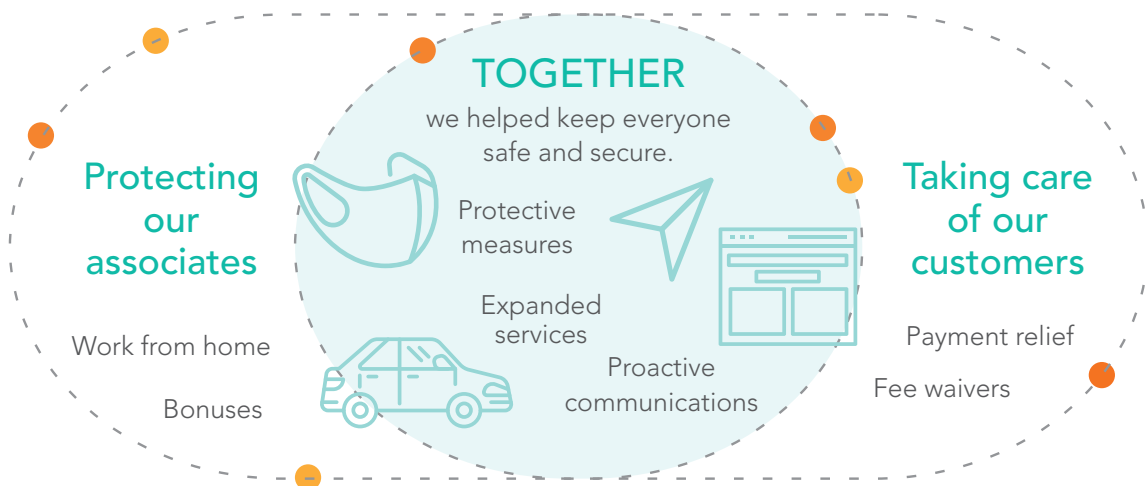 Protecting
our
associates
Work from home
Bonuses
TOGETHER
we helped keep everyone
safe and secure.
Protective
measures
Expanded
services
Proactive
communications
Taking care
of our
customers
Payment relief
Fee waivers